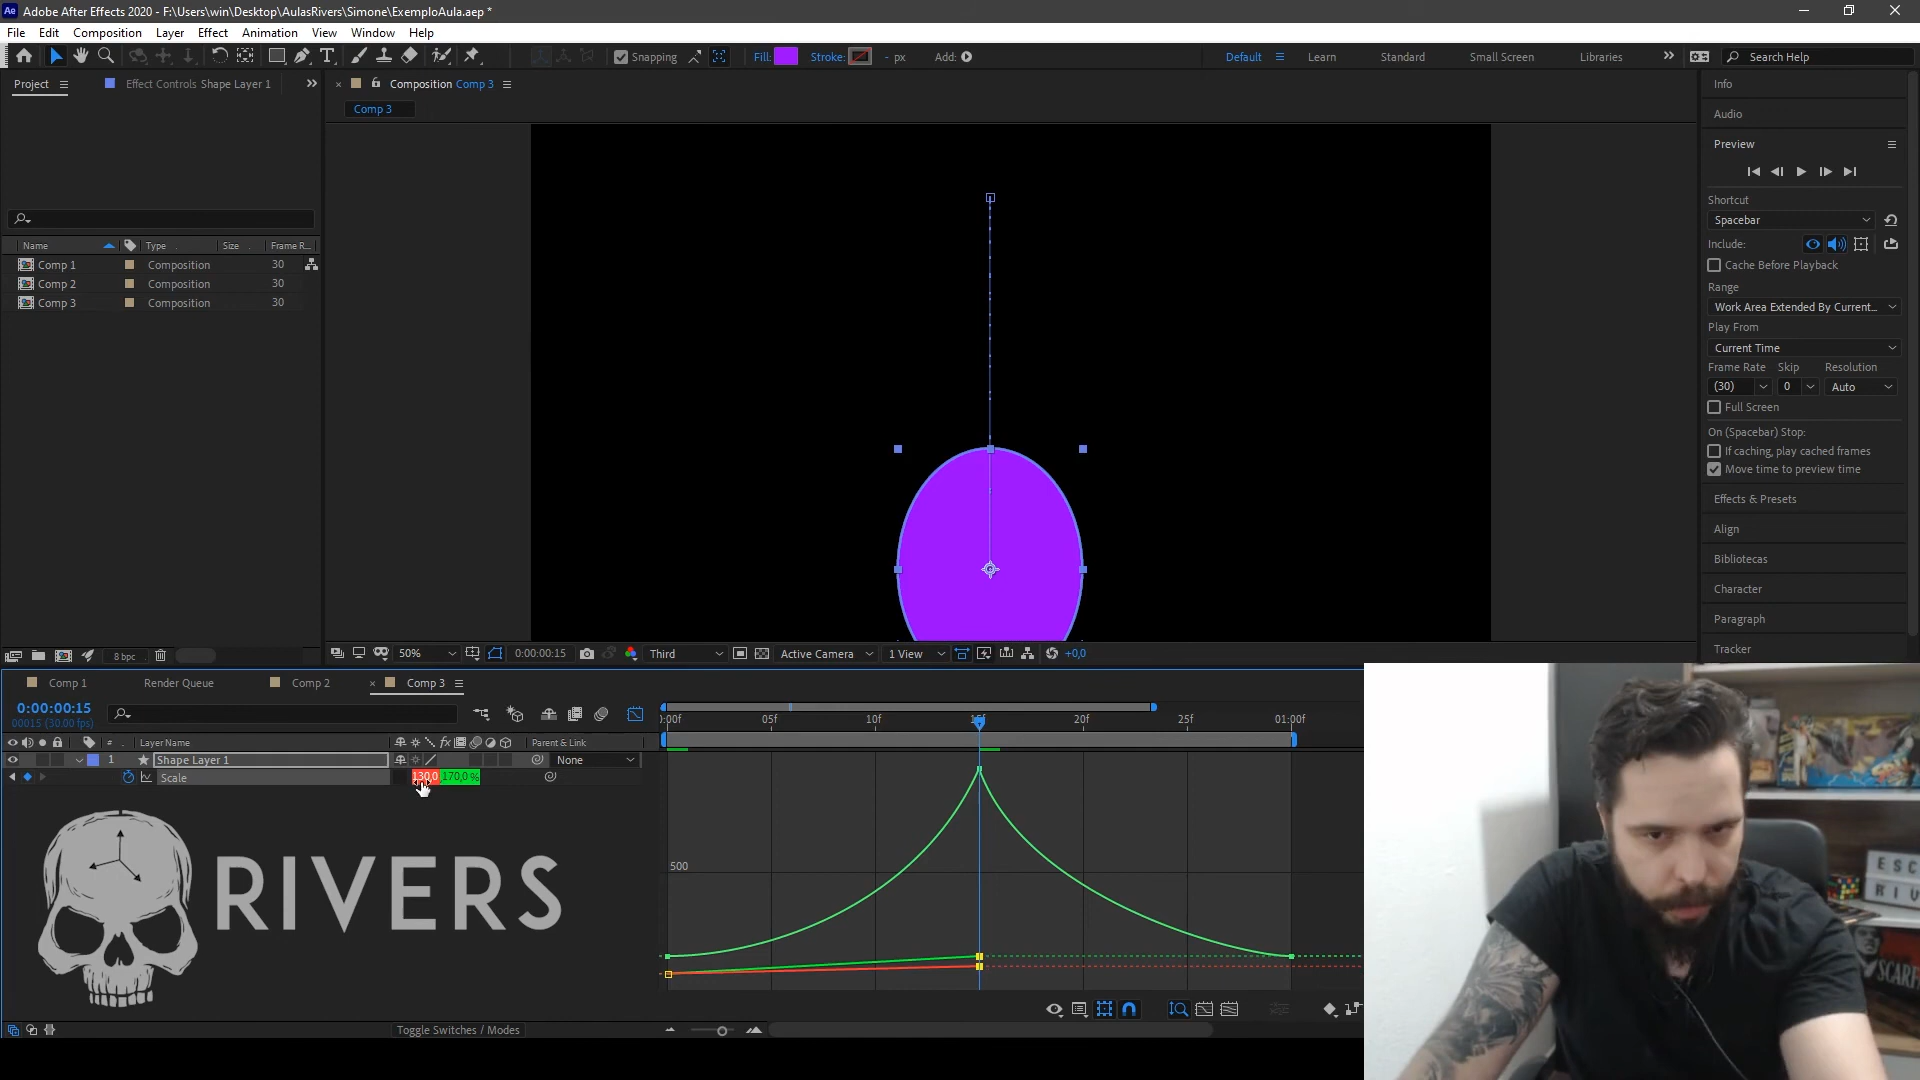 Ae Adobe After Effects 2020 - F:\Users\win\Desktop\AulasRivers\Simone\ExemploAula.aep *
File Edit Composition Layer Effect Animation View Window Help
Snapping Fill: Stroke: - px Add: Default Learn Standard Small Screen Libraries Search Help
Project Effect Controls Shape Layer 1
Composition Comp 3
Comp 3
Name Type Size Frame R...
Comp 1 Composition 30
Comp 2 Composition 30
Comp 3 Composition 30
8 bpc
50% 0:00:00:15 Third Active Camera 1 View +0,0
Info
Audio
Preview
Shortcut
Spacebar
Include:
Cache Before Playback
Range
Work Area Extended By Current...
Play From
Current Time
Frame Rate Skip Resolution
(30) 0 Auto
Full Screen
On (Spacebar) Stop:
If caching, play cached frames
Move time to preview time
Effects & Presets
Align
Bibliotecas
Character
Paragraph
Tracker
Comp 1 Render Queue Comp 2 Comp 3
0:00:00:15
00015 (30.00 fps)
# Layer Name Parent & Link
1 Shape Layer 1 None
Scale 130,0 170,0 %
):00f 05f 10f 15f 20f 25f 01:00f
500
RIVERS
Toggle Switches / Modes
ESC
RIV
SCARF